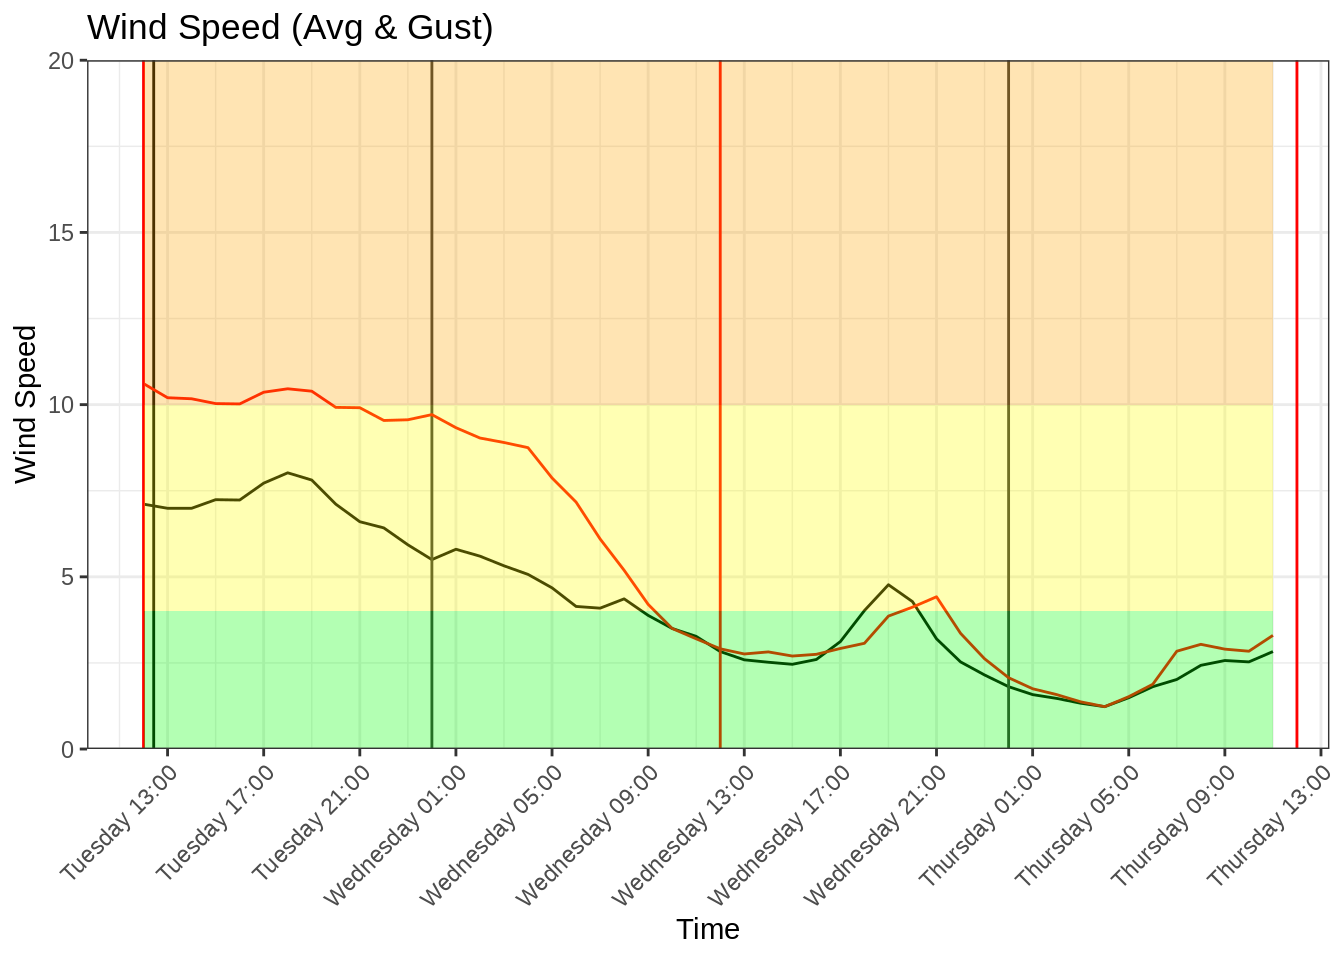 Wind Speed (Avg & Gust)
20
15
10
5
0
Wind Speed
Tuesday 13:00
Tuesday 17:00
Tuesday 21:00
Wednesday 01:00
Wednesday 05:00
Wednesday 09:00
Wednesday 13:00
Wednesday 17:00
Wednesday 21:00
Thursday 01:00
Thursday 05:00
Thursday 09:00
Thursday 13:00
Time